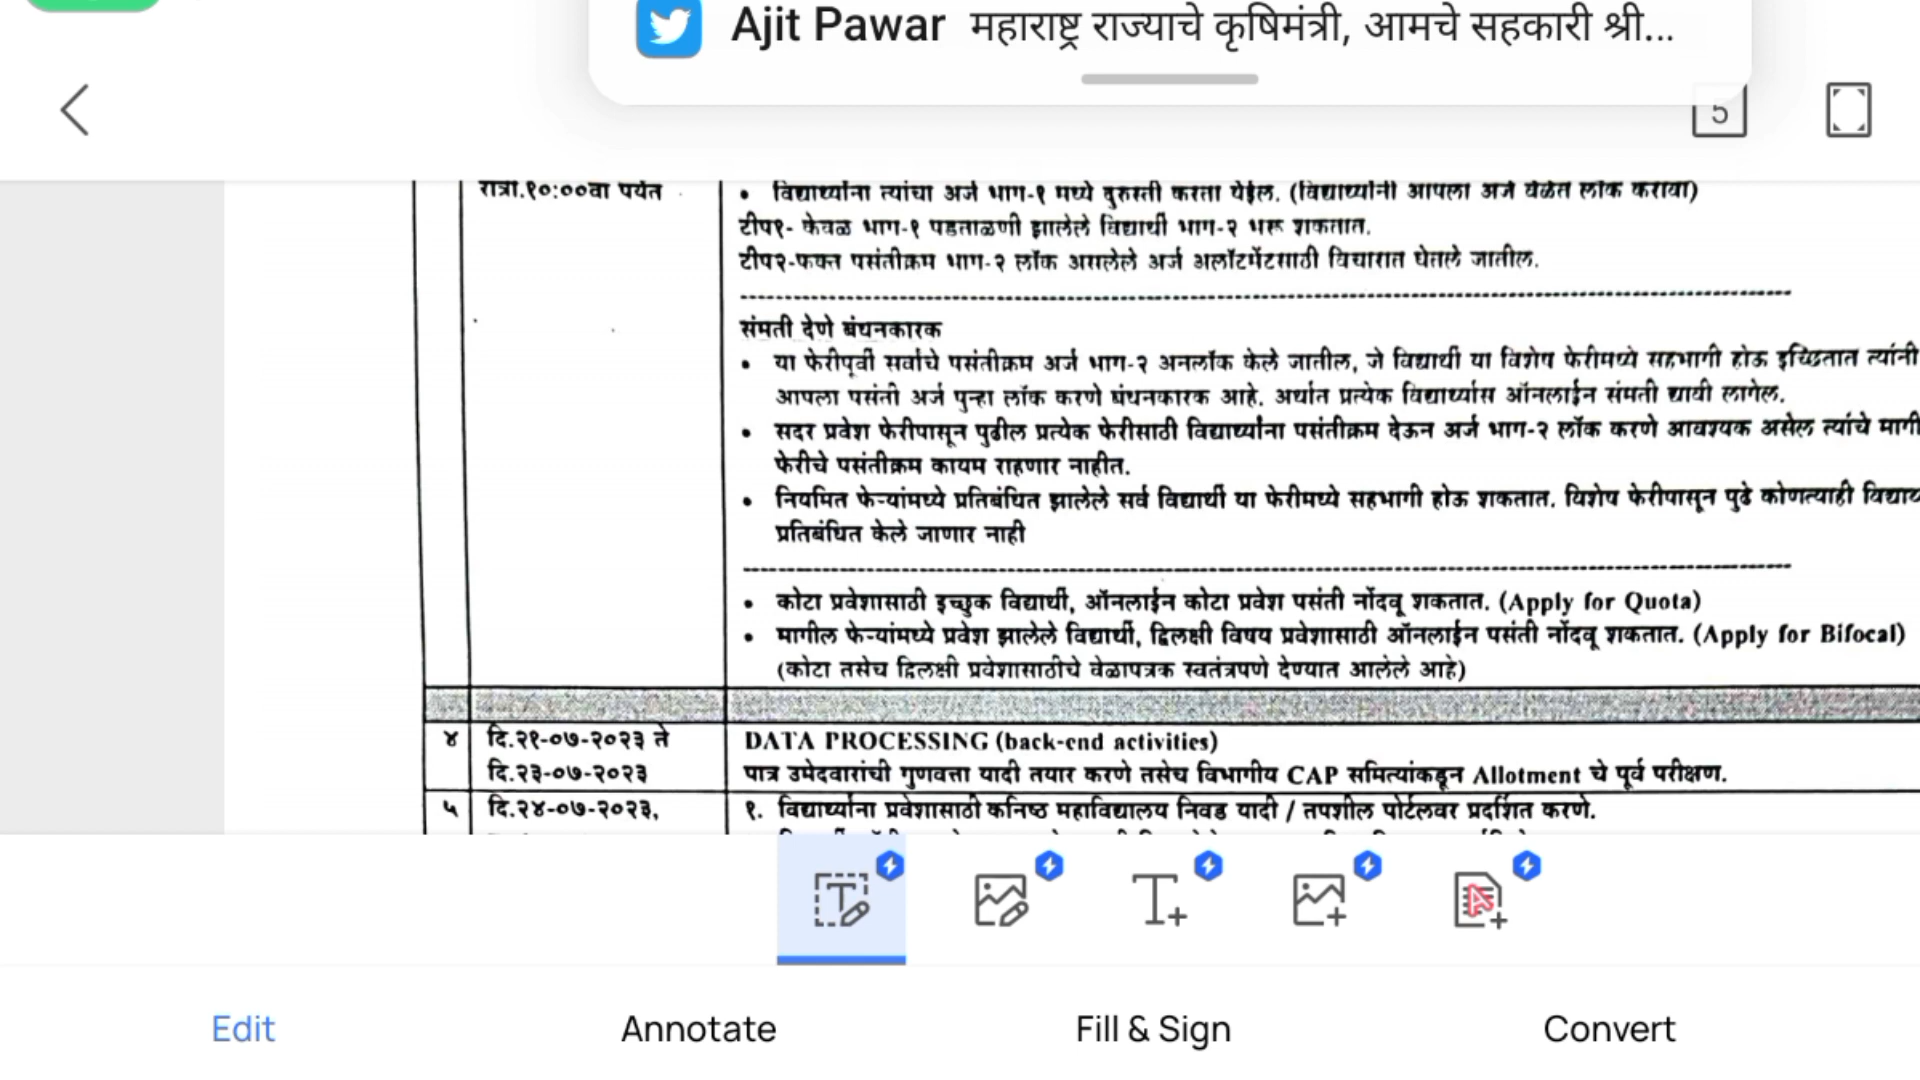 Ajit Pawar महाराष्ट्र राज्याचे कृषिमंत्री, आमचे सहकारी श्री...
5
रात्रा.१०:००वा पर्यंत
• विद्यार्थ्यांना त्यांचा अर्ज भाग-१ मध्ये दुरुस्ती करता येईल. (विद्यार्थ्यांनी आपला अर्ज वेळेत लॉक करावा)
टीप१- केवळ भाग-१ पडताळणी झालेले विद्यार्थी भाग-२ भरू शकतात.
टीप२-फक्त पसंतीक्रम भाग-२ लॉक असलेले अर्ज अलॉटमेंटसाठी विचारात घेतले जातील.
संमती देणे बंधनकारक
• या फेरीपूर्वी सर्वांचे पसंतीक्रम अर्ज भाग-२ अनलॉक केले जातील, जे विद्यार्थी या विशेष फेरीमध्ये सहभागी होऊ इच्छितात त्यांनी
आपला पसंती अर्ज पुन्हा लॉक करणे बंधनकारक आहे. अर्थात प्रत्येक विद्यार्थ्यास ऑनलाईन संमती द्यावी लागेल.
• सदर प्रवेश फेरीपासून पुढील प्रत्येक फेरीसाठी विद्यार्थ्यांना पसंतीक्रम देऊन अर्ज भाग-२ लॉक करणे आवश्यक असेल त्यांचे मागी
फेरीचे पसंतीक्रम कायम राहणार नाहीत.
• नियमित फेऱ्यांमध्ये प्रतिबंधित झालेले सर्व विद्यार्थी या फेरीमध्ये सहभागी होऊ शकतात. विशेष फेरीपासून पुढे कोणत्याही
प्रतिबंधित केले जाणार नाही
• कोटा प्रवेशासाठी इच्छुक विद्यार्थी, ऑनलाईन कोटा प्रवेश पसंती नोंदवू शकतात. (Apply for Quota)
• मागील फेऱ्यांमध्ये प्रवेश झालेले विद्यार्थी, द्विलक्षी विषय प्रवेशासाठी ऑनलाईन पसंती नोंदवू शकतात. (Apply for Bifocal)
(कोटा तसेच द्विलक्षी प्रवेशासाठीचे वेळापत्रक स्वतंत्रपणे देण्यात आलेले आहे)
४ दि.२१-०७-२०२३ ते DATA PROCESSING (back-end activities)
दि.२३-०७-२०२३ पात्र उमेदवारांची गुणवत्ता यादी तयार करणे तसेच विभागीय CAP समित्यांकडून Allotment चे पूर्व परीक्षण.
५ दि.२४-०७-२०२३, १. विद्यार्थ्यांना प्रवेशासाठी कनिष्ठ महाविद्यालय निवड यादी / तपशील पोर्टलवर प्रदर्शित करणे.
Edit Annotate Fill & Sign Convert